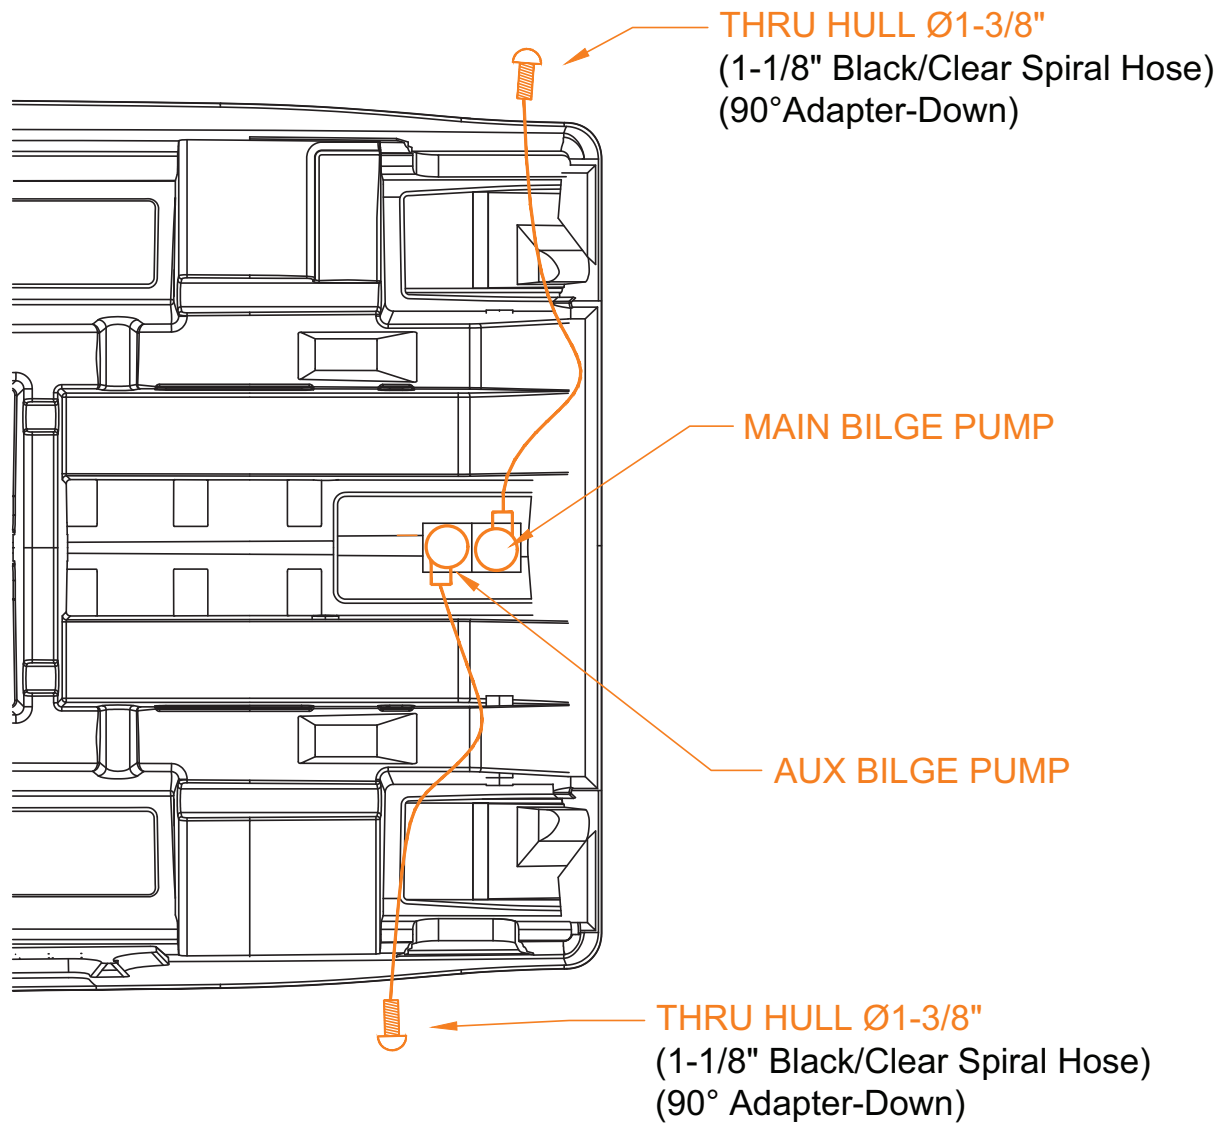 THRU HULL Ø1-3/8"
(1-1/8" Black/Clear Spiral Hose)
(90°Adapter-Down)
MAIN BILGE PUMP
AUX BILGE PUMP
THRU HULL Ø1-3/8"
(1-1/8" Black/Clear Spiral Hose)
(90° Adapter-Down)